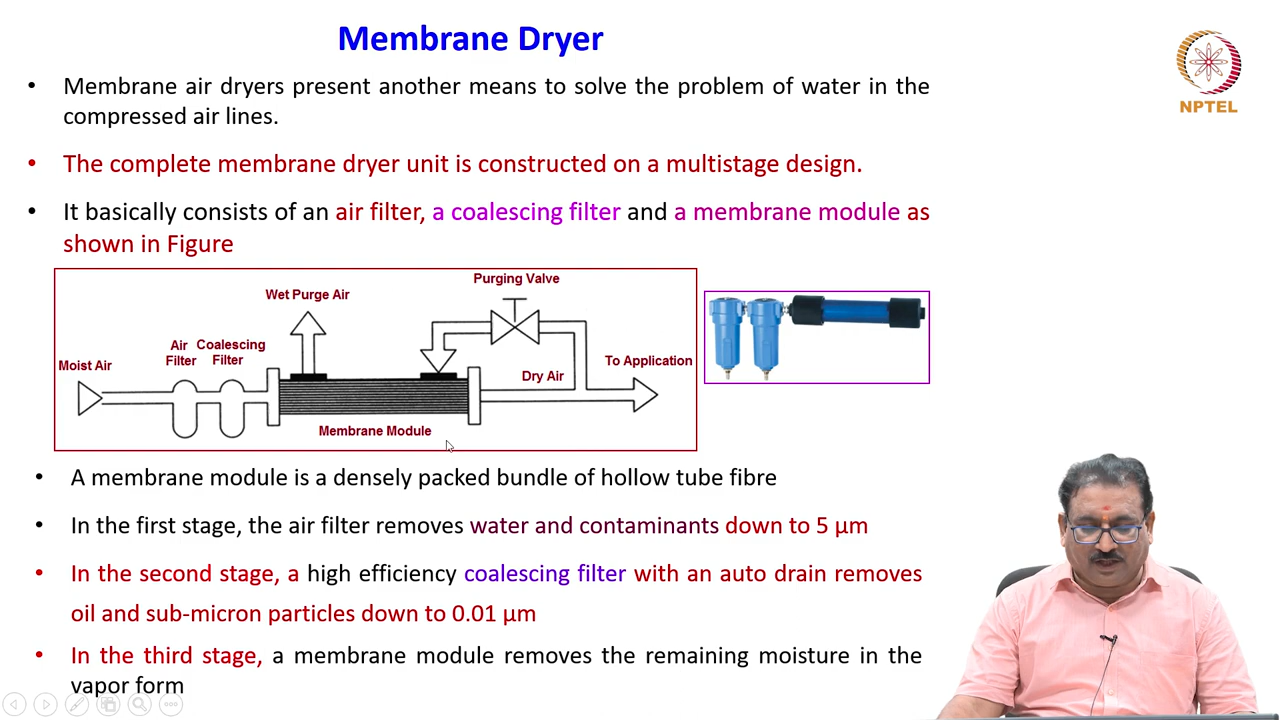 Membrane Dryer
NPTEL
• Membrane air dryers present another means to solve the problem of water in the
compressed air lines.
• The complete membrane dryer unit is constructed on a multistage design.
• It basically consists of an air filter, a coalescing filter and a membrane module as
shown in Figure
Purging Valve
Wet Purge Air
Air
Filter
Coalescing
Filter
Moist Air
To Application
Dry Air
Membrane Module
• A membrane module is a densely packed bundle of hollow tube fibre
• In the first stage, the air filter removes water and contaminants down to 5 µm
• In the second stage, a high efficiency coalescing filter with an auto drain removes
oil and sub-micron particles down to 0.01 µm
• In the third stage, a membrane module removes the remaining moisture in the
vapor form